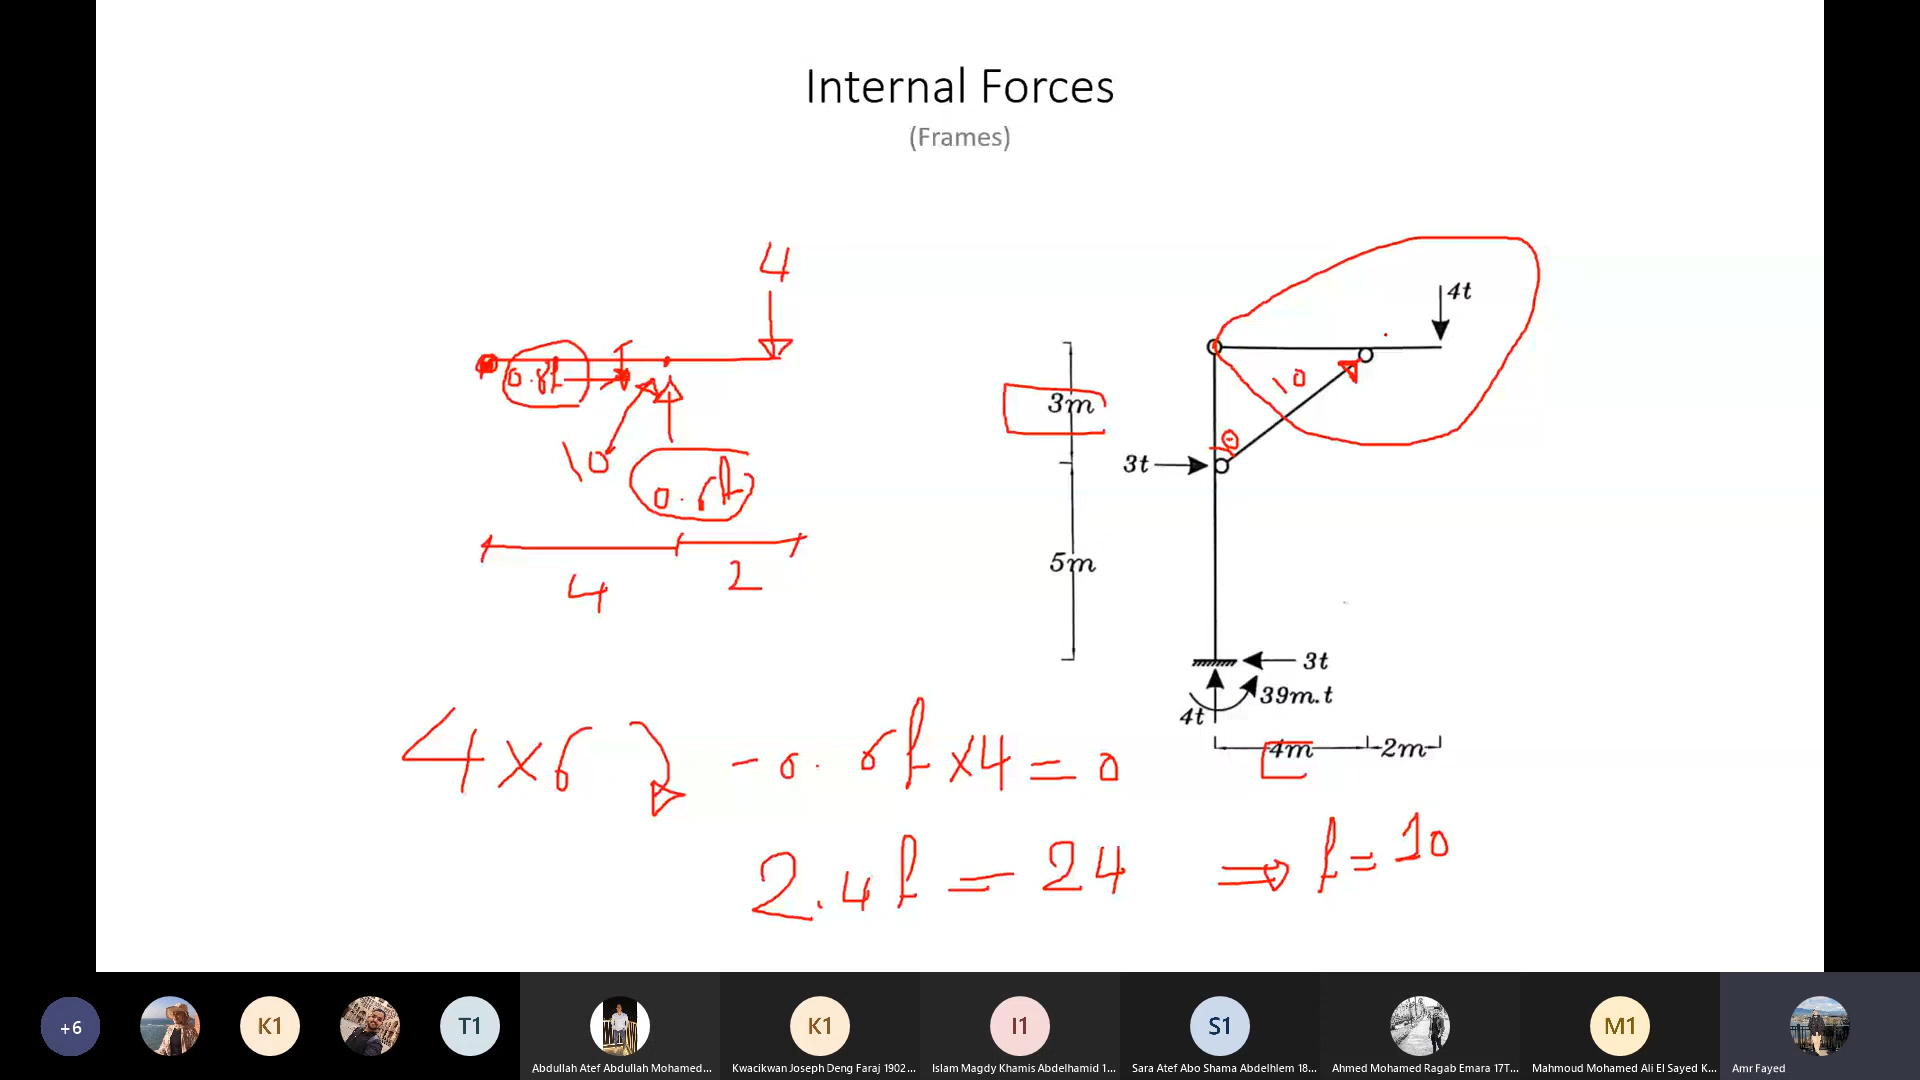 Internal Forces
(Frames)
4
0.8f
10
0.6f
4
2
4t
3m
10
θ
3t
5m
3t
39m.t
4t
4m
2m
4×6 -0.6f×4=0
2.4f=24 ⇒ f=10
+6
K1
T1
K1
I1
S1
M1
Abdullah Atef Abdullah Mohamed...
Kwacikwan Joseph Deng Faraj 1902...
Islam Magdy Khamis Abdelhamid 1...
Sara Atef Abo Shama Abdelhlem 18...
Ahmed Mohamed Ragab Emara 17T...
Mahmoud Mohamed Ali El Sayed K...
Amr Fayed